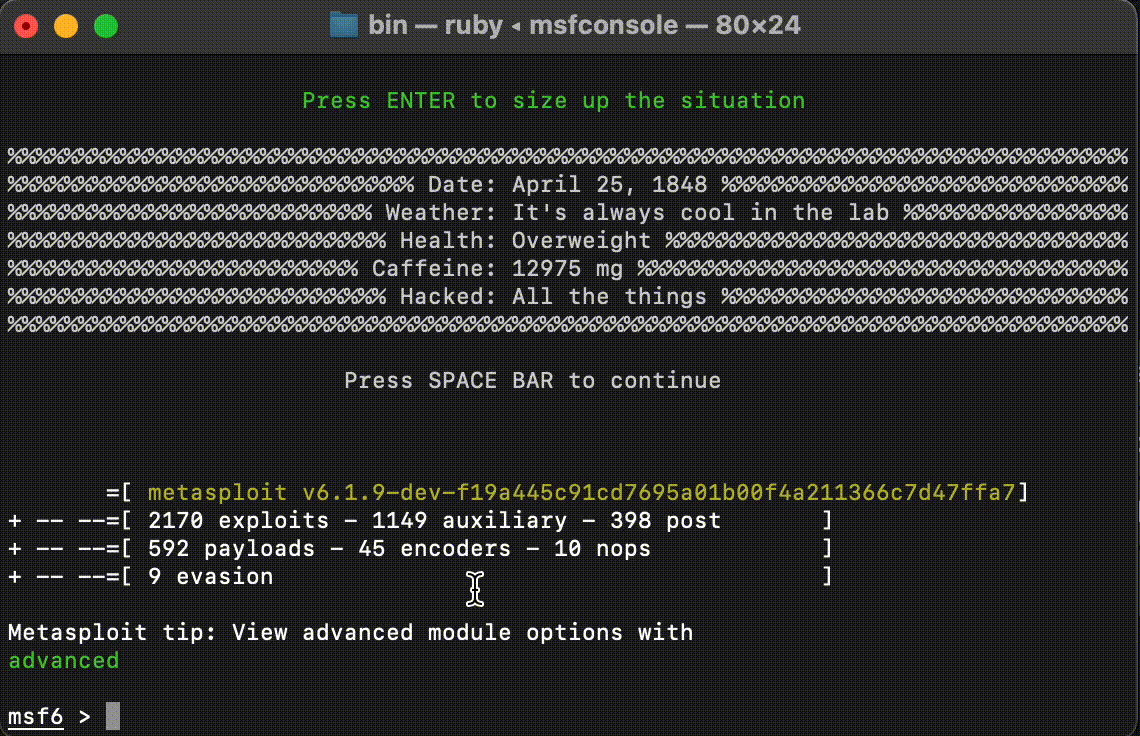 bin — ruby ◂ msfconsole — 80×24
Press ENTER to size up the situation
%%%%%%%%%%%%%%%%%%%%%%%%%%%%%%%%%%%%%%%%%%%%%%%%%%%%%%%%%%%%%%%%%%%%%%%%%%%%%%%%
%%%%%%%%%%%%%%%%%%%%%%%%%%%%% Date: April 25, 1848 %%%%%%%%%%%%%%%%%%%%%%%%%%%%%
%%%%%%%%%%%%%%%%%%%%%%%%%% Weather: It's always cool in the lab %%%%%%%%%%%%%%%%
%%%%%%%%%%%%%%%%%%%%%%%%%%% Health: Overweight %%%%%%%%%%%%%%%%%%%%%%%%%%%%%%%%%
%%%%%%%%%%%%%%%%%%%%%%%%% Caffeine: 12975 mg %%%%%%%%%%%%%%%%%%%%%%%%%%%%%%%%%%%
%%%%%%%%%%%%%%%%%%%%%%%%%%% Hacked: All the things %%%%%%%%%%%%%%%%%%%%%%%%%%%%%
%%%%%%%%%%%%%%%%%%%%%%%%%%%%%%%%%%%%%%%%%%%%%%%%%%%%%%%%%%%%%%%%%%%%%%%%%%%%%%%%
Press SPACE BAR to continue
=[ metasploit v6.1.9-dev-f19a445c91cd7695a01b00f4a211366c7d47ffa7]
+ -- --=[ 2170 exploits - 1149 auxiliary - 398 post       ]
+ -- --=[ 592 payloads - 45 encoders - 10 nops            ]
+ -- --=[ 9 evasion                                       ]
Metasploit tip: View advanced module options with
advanced
msf6 >